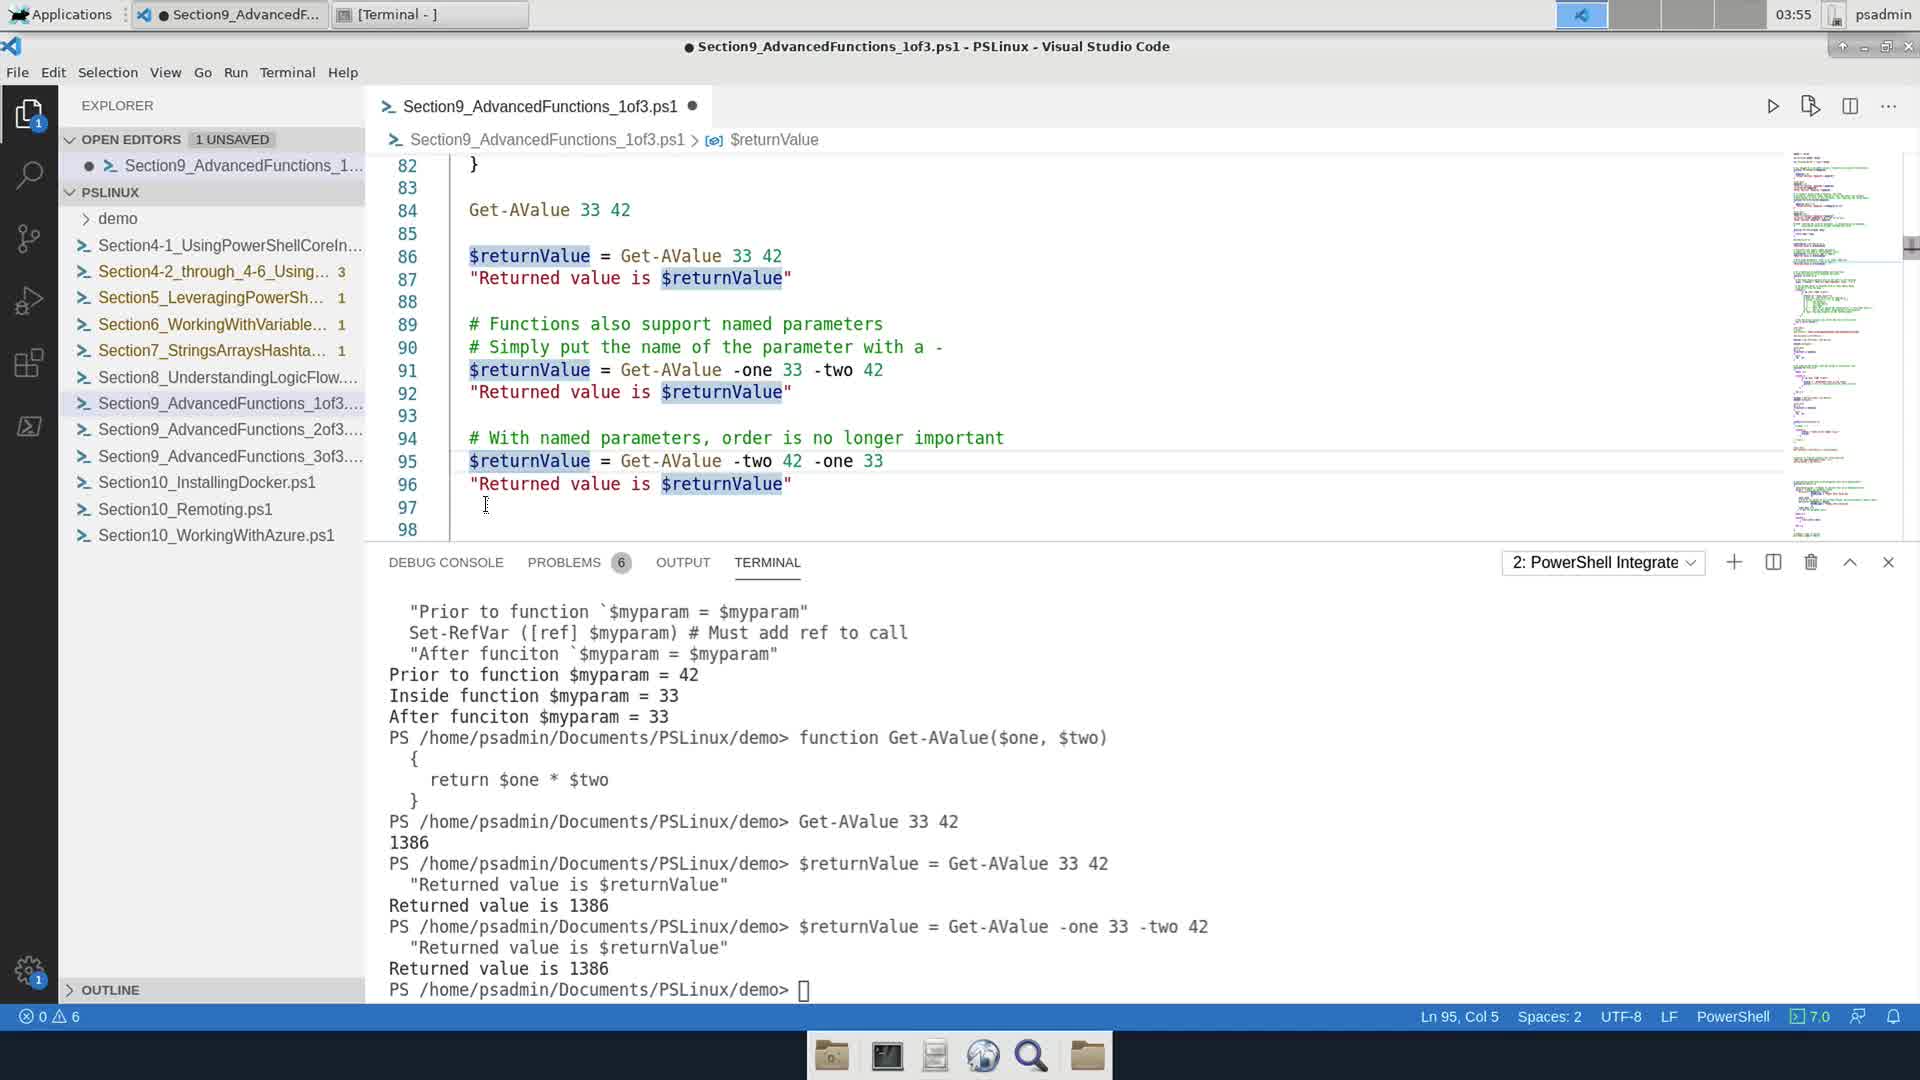 Applications
Section9_AdvancedF...
[Terminal - ]
03:55
psadmin
● Section9_AdvancedFunctions_1of3.ps1 - PSLinux - Visual Studio Code
File Edit Selection View Go Run Terminal Help
EXPLORER
OPEN EDITORS 1 UNSAVED
Section9_AdvancedFunctions_1...
PSLINUX
demo
Section4-1_UsingPowerShellCoreIn...
Section4-2_through_4-6_Using... 3
Section5_LeveragingPowerSh... 1
Section6_WorkingWithVariable... 1
Section7_StringsArraysHashta... 1
Section8_UnderstandingLogicFlow....
Section9_AdvancedFunctions_1of3....
Section9_AdvancedFunctions_2of3....
Section9_AdvancedFunctions_3of3....
Section10_InstallingDocker.ps1
Section10_Remoting.ps1
Section10_WorkingWithAzure.ps1
OUTLINE
1
1
Section9_AdvancedFunctions_1of3.ps1
Section9_AdvancedFunctions_1of3.ps1 > $returnValue
82 }
83
84 Get-AValue 33 42
85
86 $returnValue = Get-AValue 33 42
87 "Returned value is $returnValue"
88
89 # Functions also support named parameters
90 # Simply put the name of the parameter with a -
91 $returnValue = Get-AValue -one 33 -two 42
92 "Returned value is $returnValue"
93
94 # With named parameters, order is no longer important
95 $returnValue = Get-AValue -two 42 -one 33
96 "Returned value is $returnValue"
97
98
DEBUG CONSOLE PROBLEMS 6 OUTPUT TERMINAL
2: PowerShell Integrate
"Prior to function `$myparam = $myparam"
Set-RefVar ([ref] $myparam) # Must add ref to call
"After funciton `$myparam = $myparam"
Prior to function $myparam = 42
Inside function $myparam = 33
After funciton $myparam = 33
PS /home/psadmin/Documents/PSLinux/demo> function Get-AValue($one, $two)
{
return $one * $two
}
PS /home/psadmin/Documents/PSLinux/demo> Get-AValue 33 42
1386
PS /home/psadmin/Documents/PSLinux/demo> $returnValue = Get-AValue 33 42
"Returned value is $returnValue"
Returned value is 1386
PS /home/psadmin/Documents/PSLinux/demo> $returnValue = Get-AValue -one 33 -two 42
"Returned value is $returnValue"
Returned value is 1386
PS /home/psadmin/Documents/PSLinux/demo>
0 6
Ln 95, Col 5 Spaces: 2 UTF-8 LF PowerShell 7.0